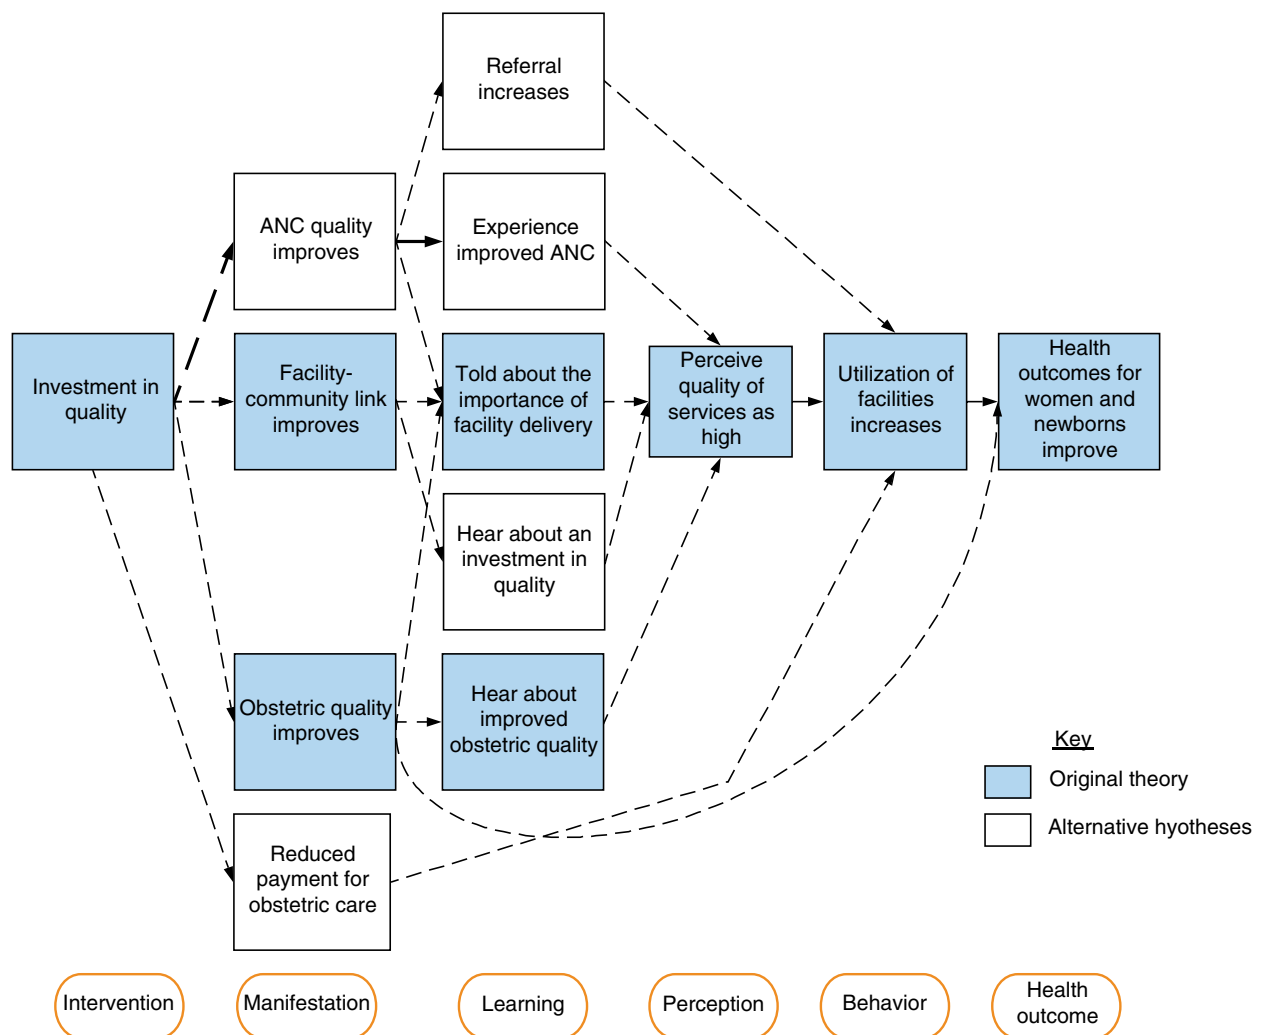 Referral
increases
ANC quality
improves
Experience
improved ANC
Investment in
quality
Facility-
community link
improves
Told about the
importance of
facility delivery
Perceive
quality of
services as
high
Utilization of
facilities
increases
Health
outcomes for
women and
newborns
improve
Hear about an
investment in
quality
Obstetric quality
improves
Hear about
improved
obstetric quality
Key
Original theory
Alternative hyotheses
Reduced
payment for
obstetric care
Intervention
Manifestation
Learning
Perception
Behavior
Health
outcome